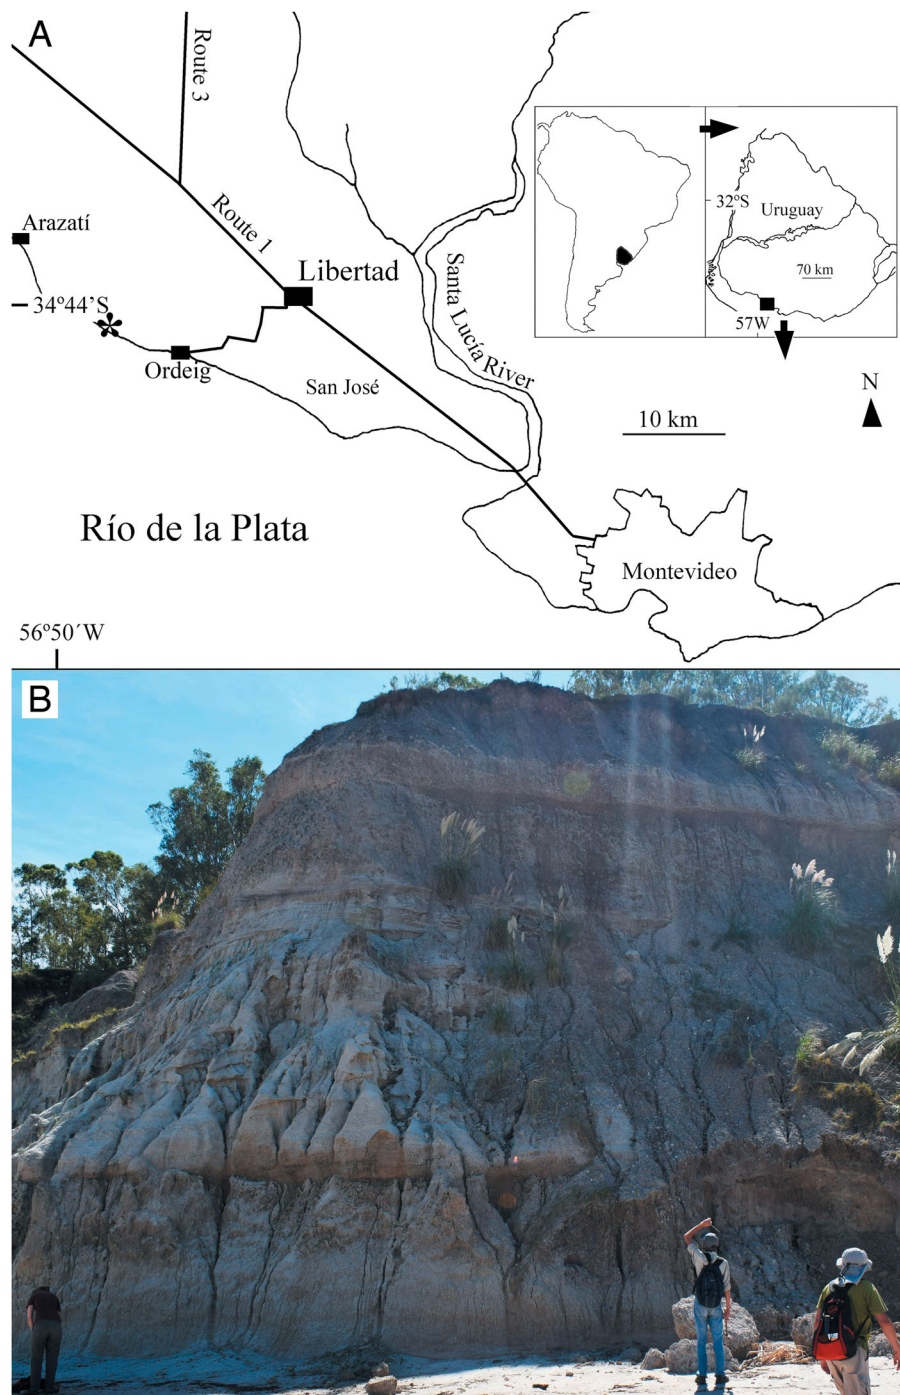 A
Route 3
Route 1
Arazatí
Libertad
34º44’S
Ordeig
San José
Santa Lucía River
32ºS
Uruguay
70 km
57W
N
10 km
Río de la Plata
Montevideo
56º50´W
B